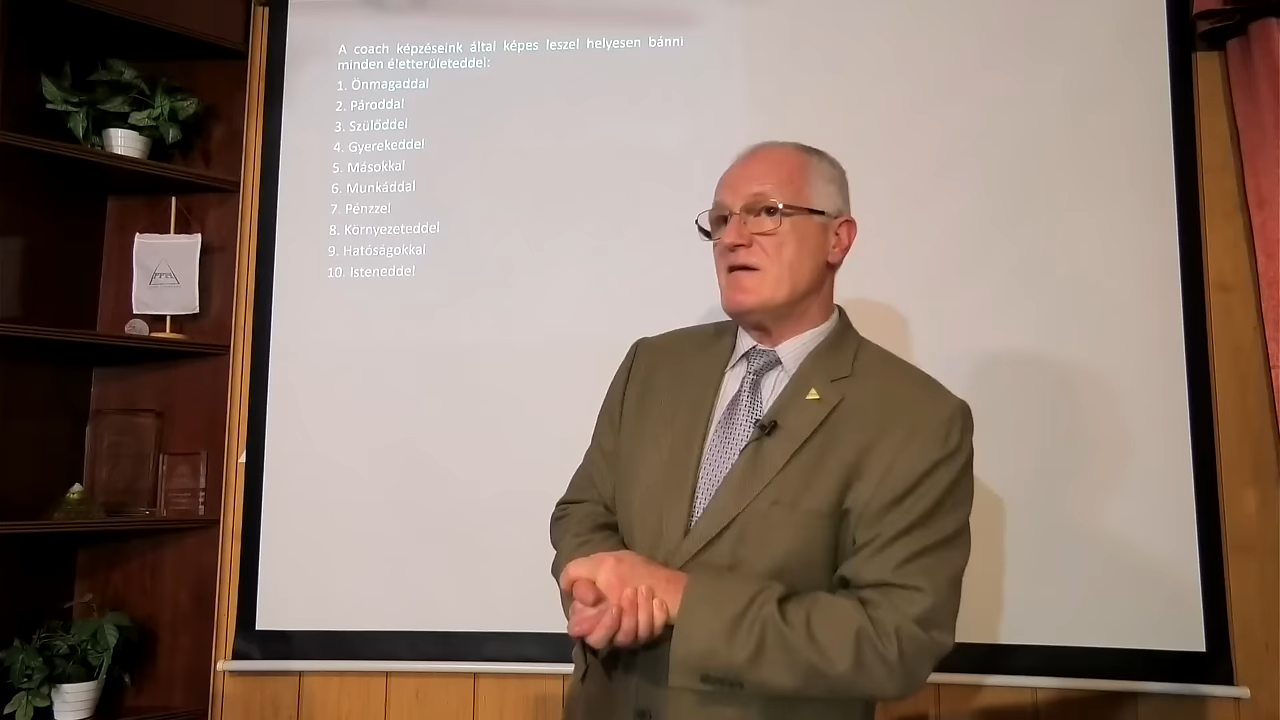 A coach képzéseink által képes leszel helyesen bánni
minden életterületeddel:
1. Önmagaddal
2. Pároddal
3. Szülőddel
4. Gyerekeddel
5. Másokkal
6. Munkáddal
7. Pénzzel
8. Környezeteddel
9. Hatóságokkal
10. Isteneddel